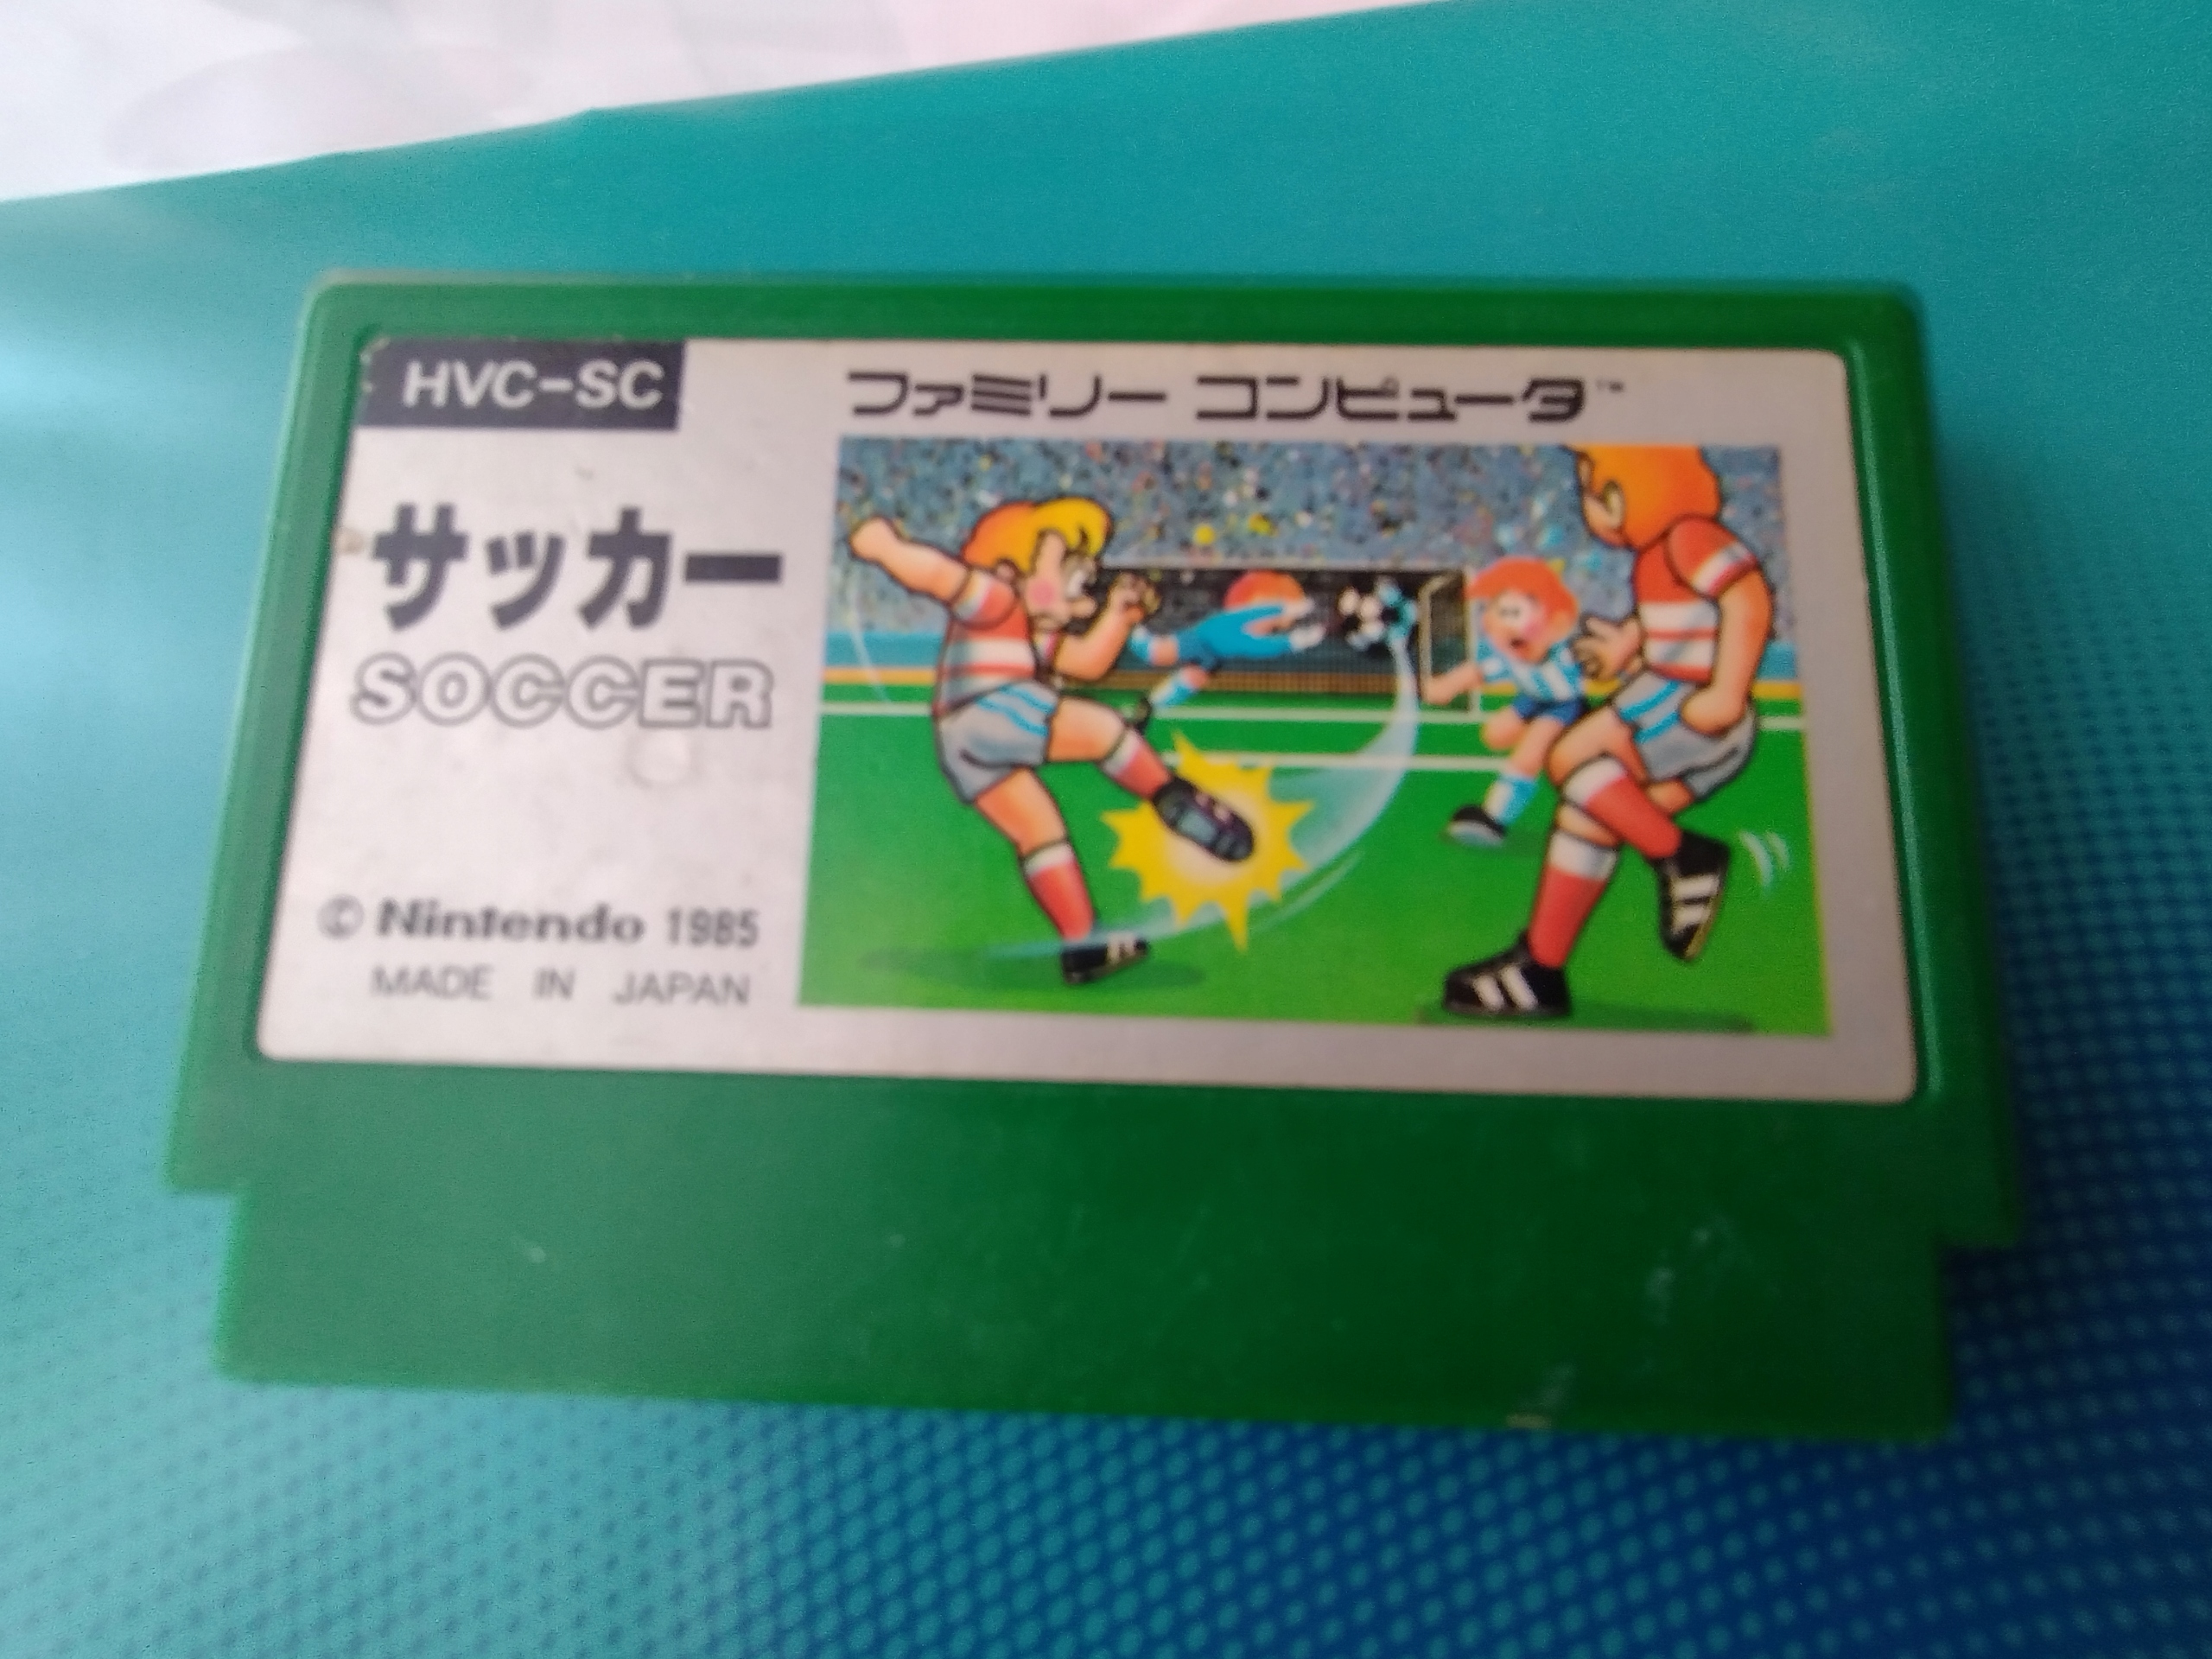 HVC-SC
ファミリー コンピュータ™
サッカー
SOCCER
© Nintendo 1985
MADE IN JAPAN